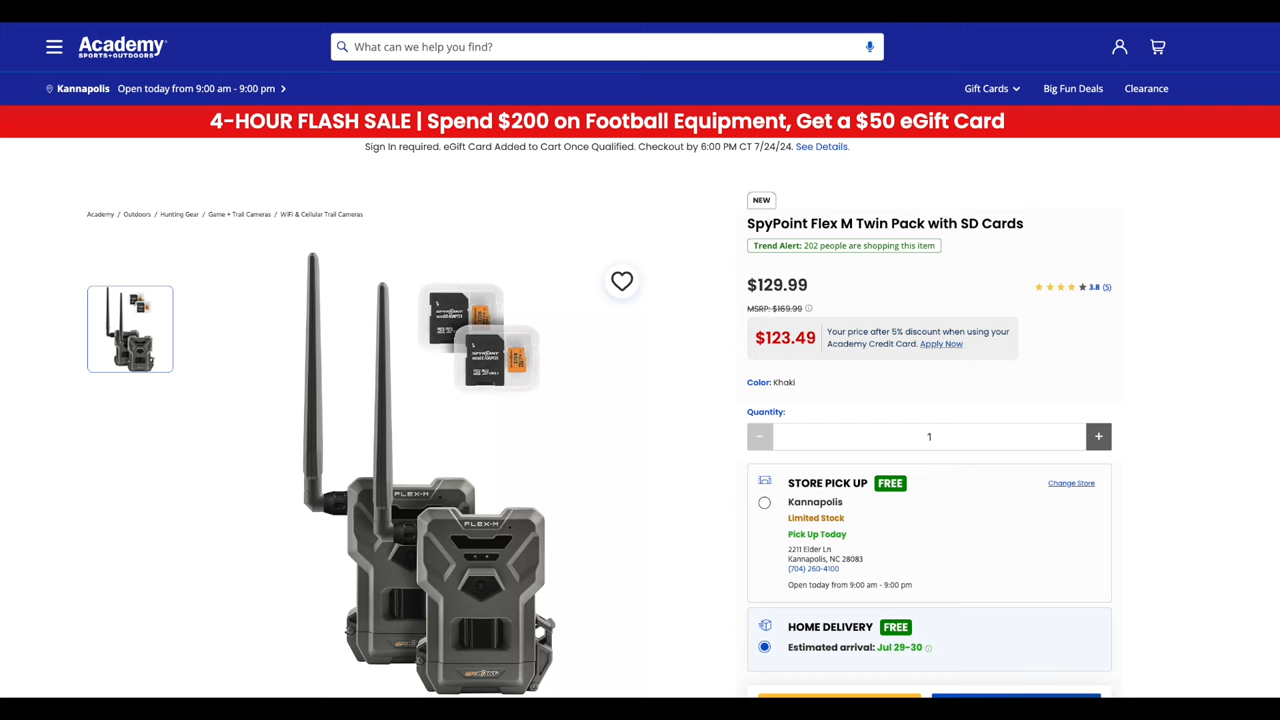 Academy
SPORTS+OUTDOORS
What can we help you find?
Kannapolis Open today from 9:00 am - 9:00 pm
Gift Cards Big Fun Deals Clearance
4-HOUR FLASH SALE | Spend $200 on Football Equipment, Get a $50 eGift Card
Sign In required. eGift Card Added to Cart Once Qualified. Checkout by 6:00 PM CT 7/24/24. See Details.
Academy / Outdoors / Hunting Gear / Game + Trail Cameras / WiFi & Cellular Trail Cameras
NEW
SpyPoint Flex M Twin Pack with SD Cards
Trend Alert: 202 people are shopping this item
$129.99
3.8 (5)
MSRP: $169.99
$123.49
Your price after 5% discount when using your
Academy Credit Card. Apply Now
Color: Khaki
Quantity:
1
STORE PICK UP FREE
Change Store
Kannapolis
Limited Stock
Pick Up Today
2211 Elder Ln
Kannapolis, NC 28083
(704) 260-4100
Open today from 9:00 am - 9:00 pm
HOME DELIVERY FREE
Estimated arrival: Jul 29-30
SPYPOINT
SPYPOINT
FLEX-M
FLEX-M
SPYPOINT